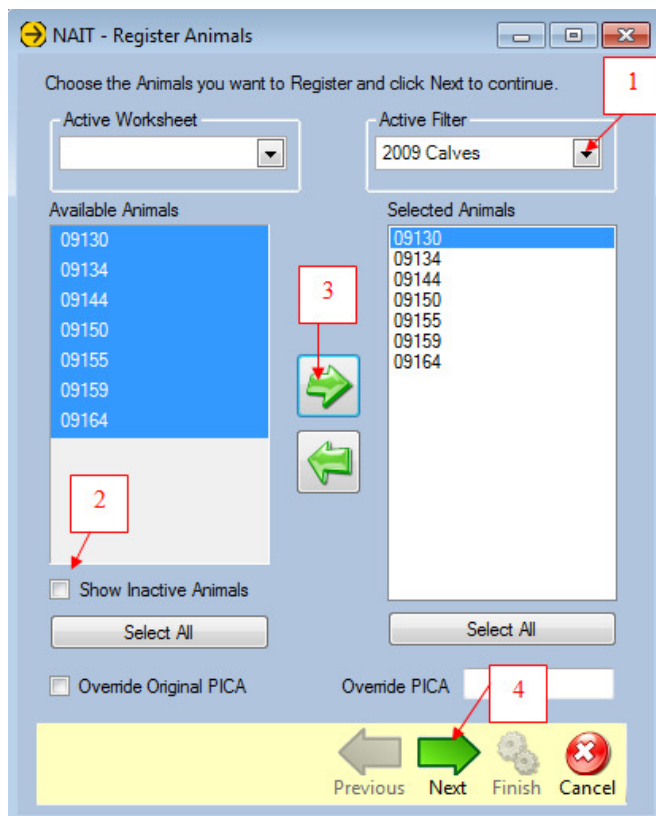 NAIT - Register Animals
Choose the Animals you want to Register and click Next to continue.
1
Active Worksheet
Active Filter
2009 Calves
Available Animals
09130
09134
09144
09150
09155
09159
09164
Selected Animals
09130
09134
09144
09150
09155
09159
09164
3
2
Show Inactive Animals
Select All
Select All
Override Original PICA
Override PICA
4
Previous
Next
Finish
Cancel